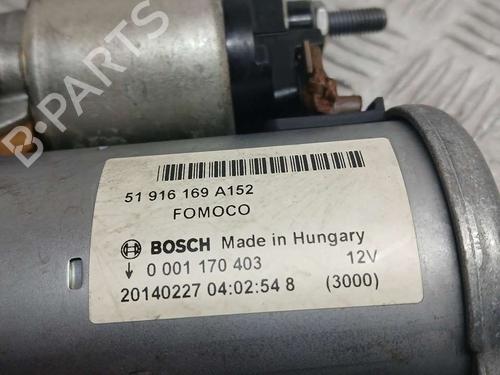 B-PARTS
51 916 169 A152
FOMOCO
BOSCH Made in Hungary
0 001 170 403 12V
20140227 04:02:54 8 (3000)